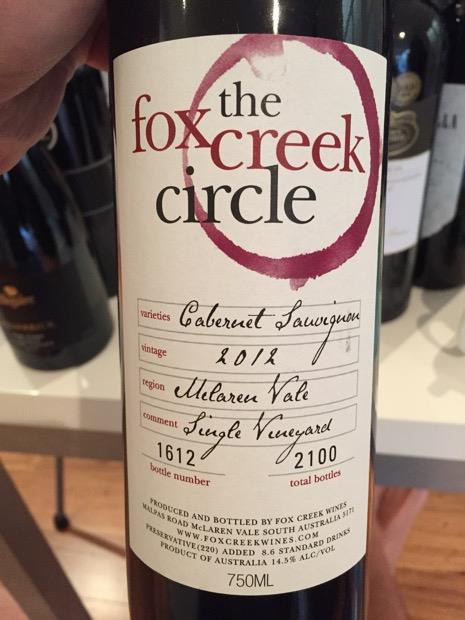 the
fox creek
circle
varieties Cabernet Sauvignon
vintage 2012
region McLaren Vale
comment Single Vineyard
1612 2100
bottle number total bottles
PRODUCED AND BOTTLED BY FOX CREEK WINES
MALPAS ROAD McLAREN VALE SOUTH AUSTRALIA 5171
WWW.FOXCREEKWINES.COM
PRESERVATIVE (220) ADDED 8.6 STANDARD DRINKS
PRODUCT OF AUSTRALIA 14.5% ALC/VOL
750ML